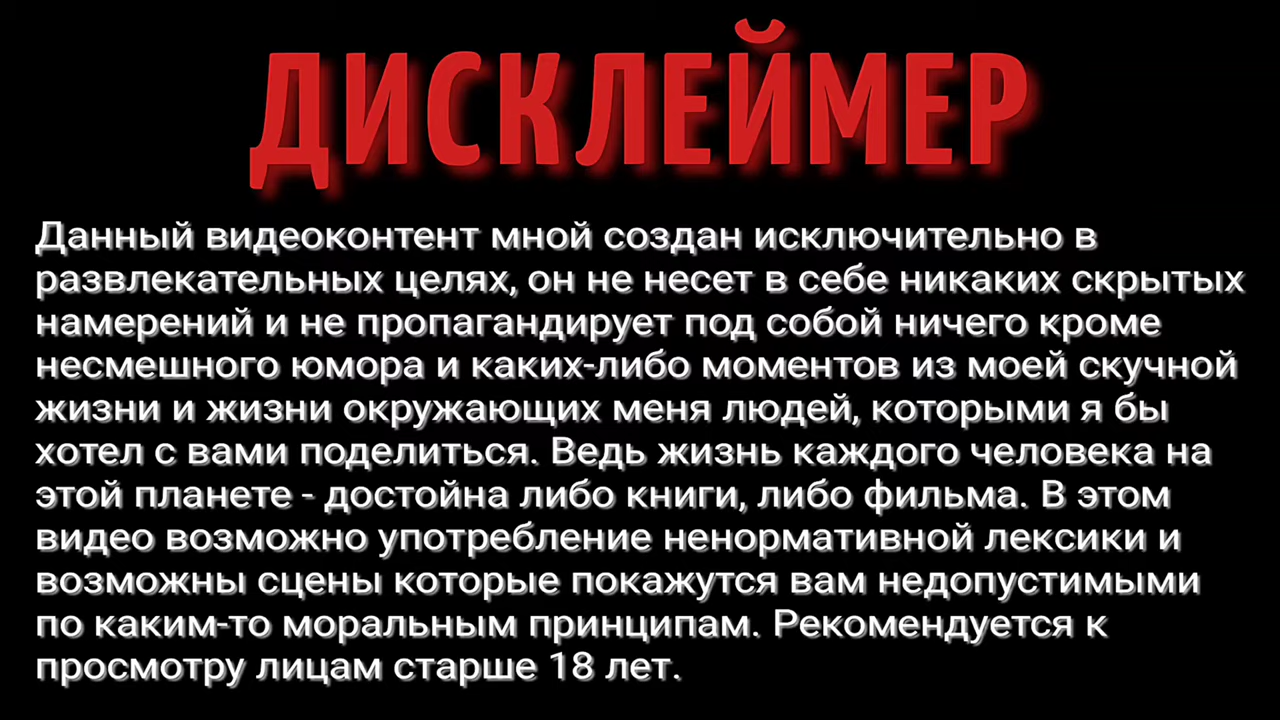 ДИСКЛЕЙМЕР
Данный видеоконтент мной создан исключительно в
развлекательных целях, он не несет в себе никаких скрытых
намерений и не пропагандирует под собой ничего кроме
несмешного юмора и каких-либо моментов из моей скучной
жизни и жизни окружающих меня людей, которыми я бы
хотел с вами поделиться. Ведь жизнь каждого человека на
этой планете - достойна либо книги, либо фильма. В этом
видео возможно употребление ненормативной лексики и
возможны сцены которые покажутся вам недопустимыми
по каким-то моральным принципам. Рекомендуется к
просмотру лицам старше 18 лет.